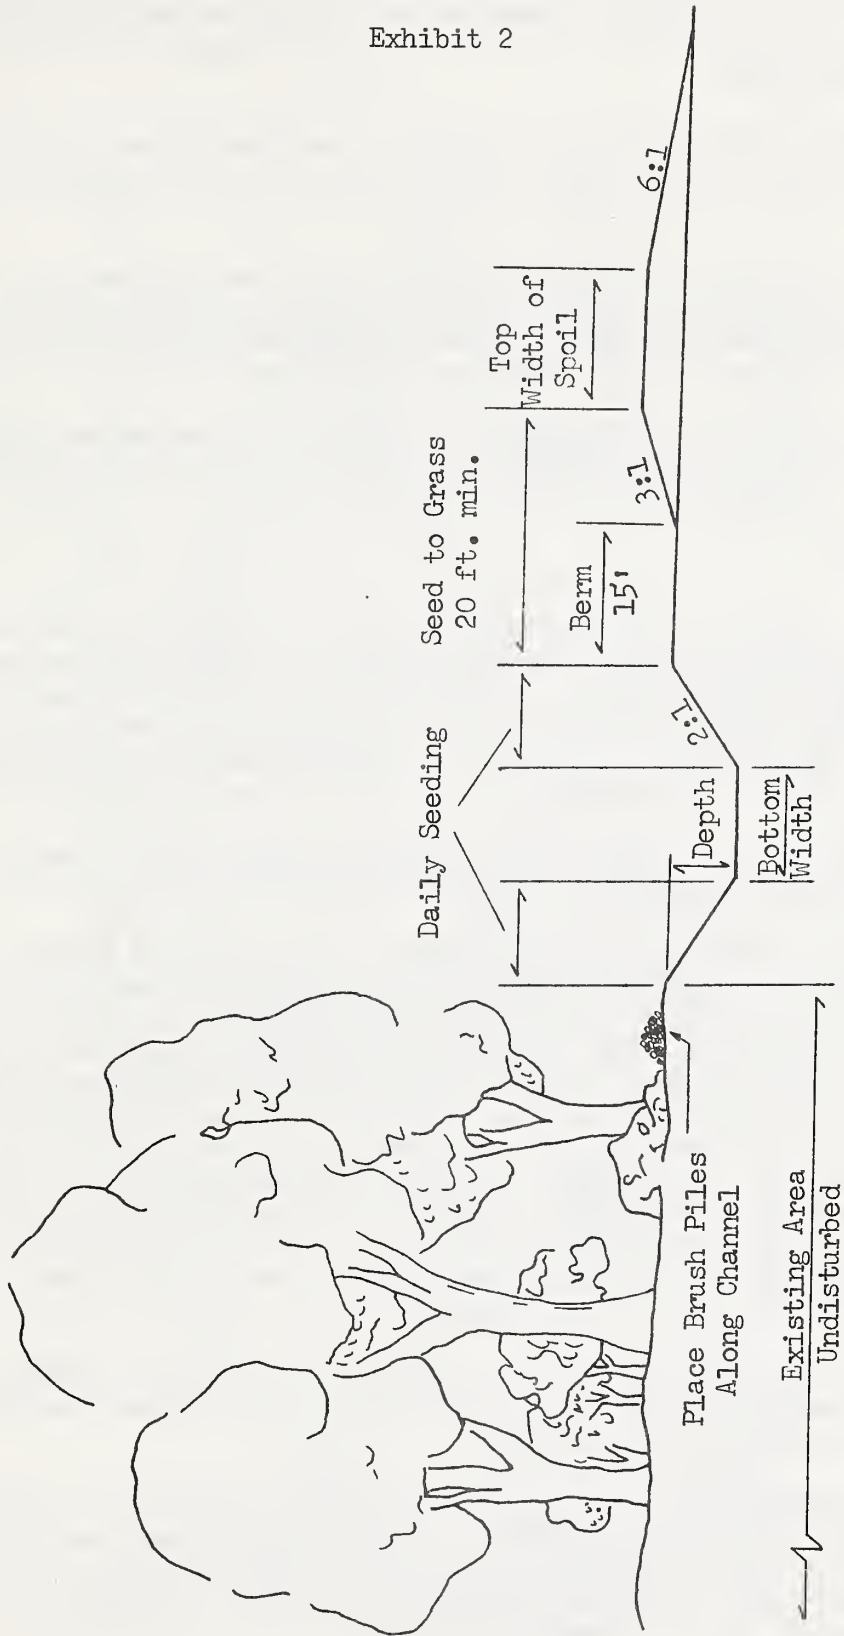 Exhibit 2
Daily Seeding
Seed to Grass
20 ft. min.
Top
Width of
Spoil
Berm
15'
2:1
3:1
6:1
Depth
Bottom
Width
Place Brush Piles
Along Channel
Existing Area
Undisturbed